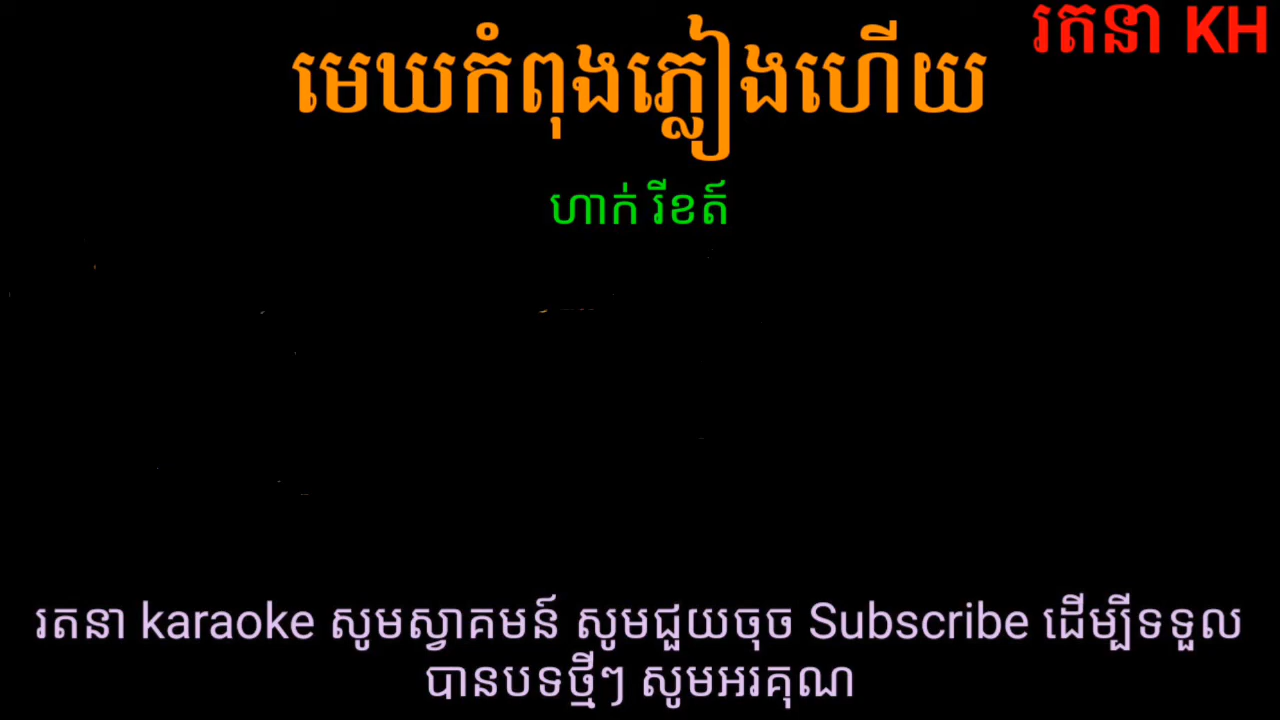 រតនា KH
មេឃកំពុងភ្លៀងហើយ
ហាក់ រីខត៍
រតនា karaoke សូមស្វាគមន៍ សូមជួយចុច Subscribe ដើម្បីទទួល
បានបទថ្មីៗ សូមអរគុណ